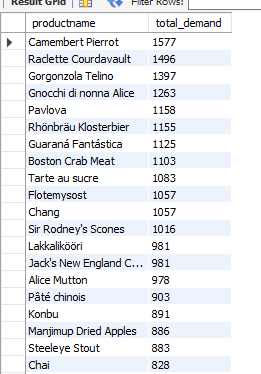 Result Grid Filter Rows:
productname total_demand
Camembert Pierrot 1577
Radette Courdavault 1496
Gorgonzola Telino 1397
Gnocchi di nonna Alice 1263
Pavlova 1158
Rhönbräu Klosterbier 1155
Guaraná Fantástica 1125
Boston Crab Meat 1103
Tarte au sucre 1083
Flotemysost 1057
Chang 1057
Sir Rodney's Scones 1016
Lakkalikööri 981
Jack's New England C... 981
Alice Mutton 978
Pâté chinois 903
Konbu 891
Manjimup Dried Apples 886
Steeleye Stout 883
Chai 828